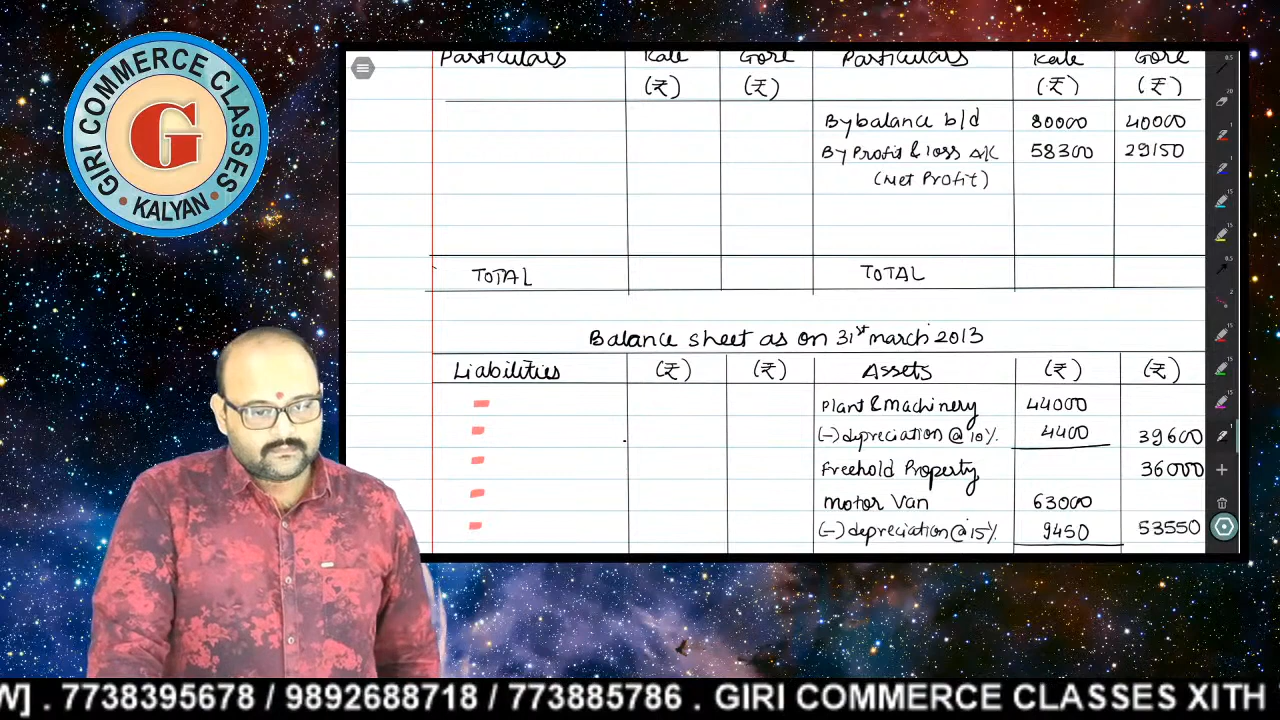 GIRI COMMERCE CLASSES
G
• KALYAN •
Particulars Kale Gore Particulars Kale Gore
(₹) (₹) (₹) (₹)
By balance b/d 80000 40000
By Profit & loss A/c 58300 29150
(Net Profit)
TOTAL TOTAL
Balance sheet as on 31st march 2013
Liabilities (₹) (₹) Assets (₹) (₹)
Plant & Machinery 44000
(-) depreciation @ 10%. 4400 39600
Freehold Property 36000
motor Van 63000
(-) depreciation @ 15%. 9450 53550
W] . 7738395678 / 9892688718 / 773885786 . GIRI COMMERCE CLASSES XITH